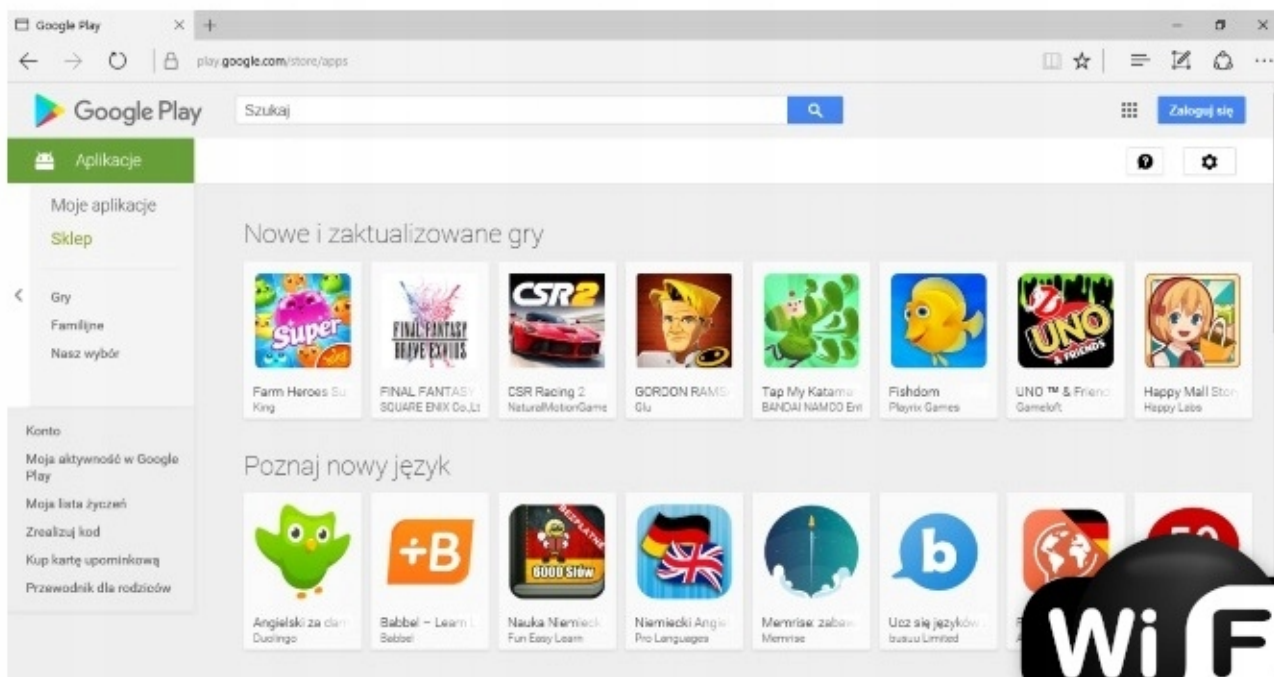 Google Play
play.google.com/store/apps
Google Play
Szukaj
Zaloguj się
Aplikacje
Moje aplikacje
Sklep
Gry
Familijne
Nasz wybór
Konto
Moja aktywność w Google
Play
Moja lista życzeń
Zrealizuj kod
Kup kartę upominkową
Przewodnik dla rodziców
Nowe i zaktualizowane gry
Super
FINAL FANTASY
BRAVE EXVIUS
CSR2
UNO
& FRIENDS
Farm Heroes Su
King
FINAL FANTASY
SQUARE ENIX Co.,Lt
CSR Racing 2
NaturalMotionGame
GORDON RAMS
Glu
Tap My Katama
BANDAI NAMCO Ent
Fishdom
Playrix Games
UNO ™ & Friend
Gameloft
Happy Mall Story
Happy Labs
Poznaj nowy język
+B
BEZPŁATNE
6000 Słów
b
50
Angielski za dar
Duolingo
Babbel – Learn L
Babbel
Nauka Niemieck
Fun Easy Learn
Niemiecki Angie
Pro Languages
Memrise: zabaw
Memrise
Ucz się języków
busuu Limited
Wi F